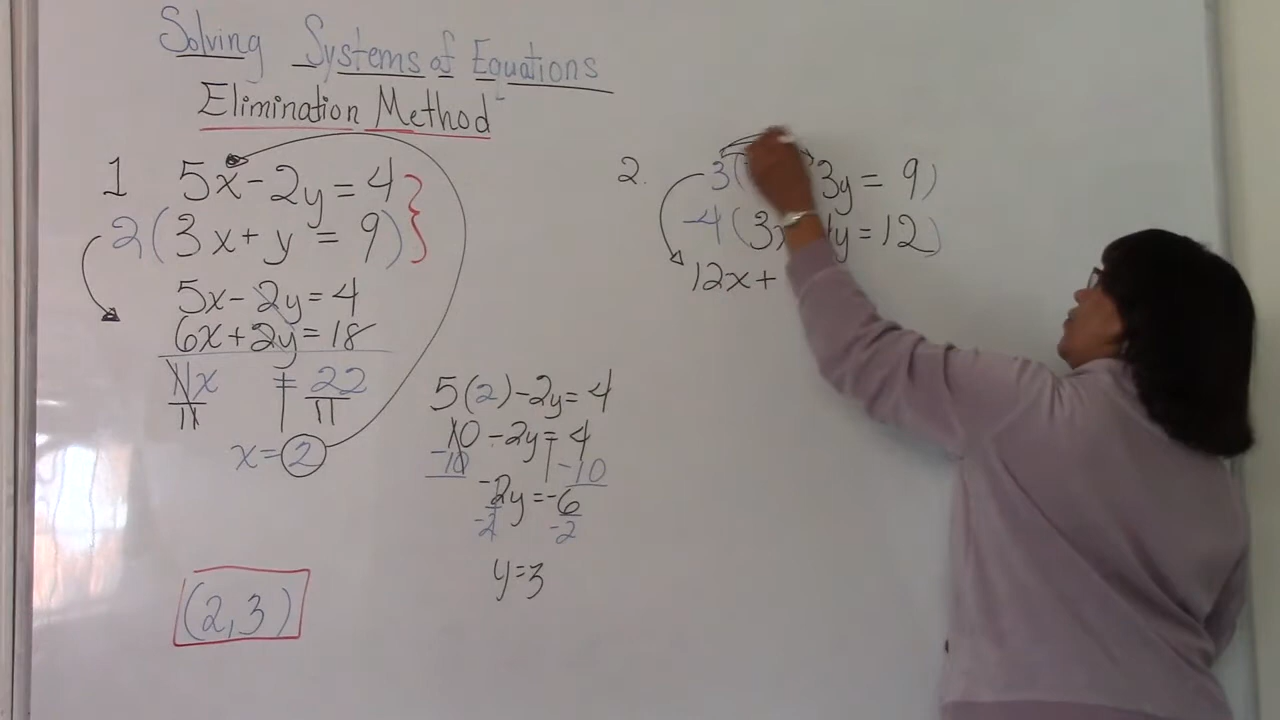 Solving Systems of Equations
Elimination Method
1 5x - 2y = 4
2(3x + y = 9)
5x - 2y = 4
6x + 2y = 18
11x = 22
11 11
x = 2
(2, 3)
5(2) - 2y = 4
10 - 2y = 4
-10 -10
-2y = -6
-2 -2
y = 3
2. 3( 3y = 9)
-4(3x 4y = 12)
12x +